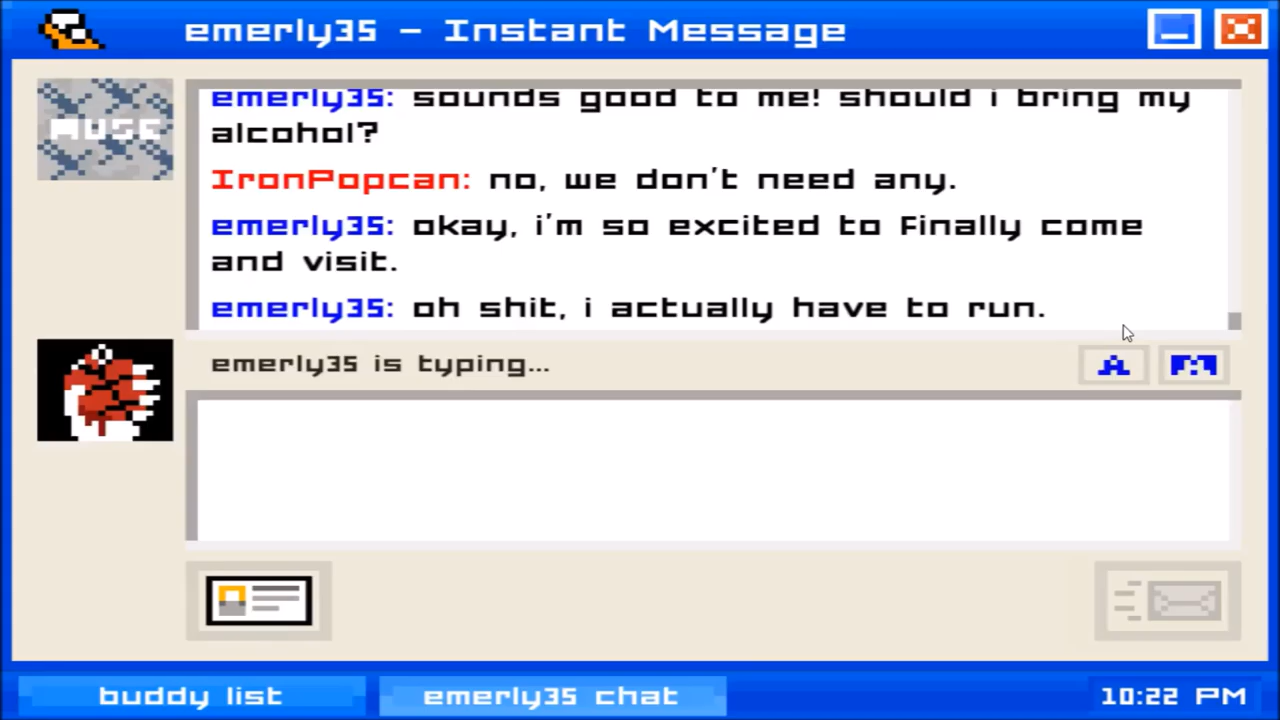 emerly35 - Instant Message
MUSE
emerly35: sounds good to me! should i bring my
alcohol?
IronPopcan: no, we don't need any.
emerly35: okay, i'm so excited to finally come
and visit.
emerly35: oh shit, i actually have to run.
emerly35 is typing...
A
buddy list
emerly35 chat
10:22 PM